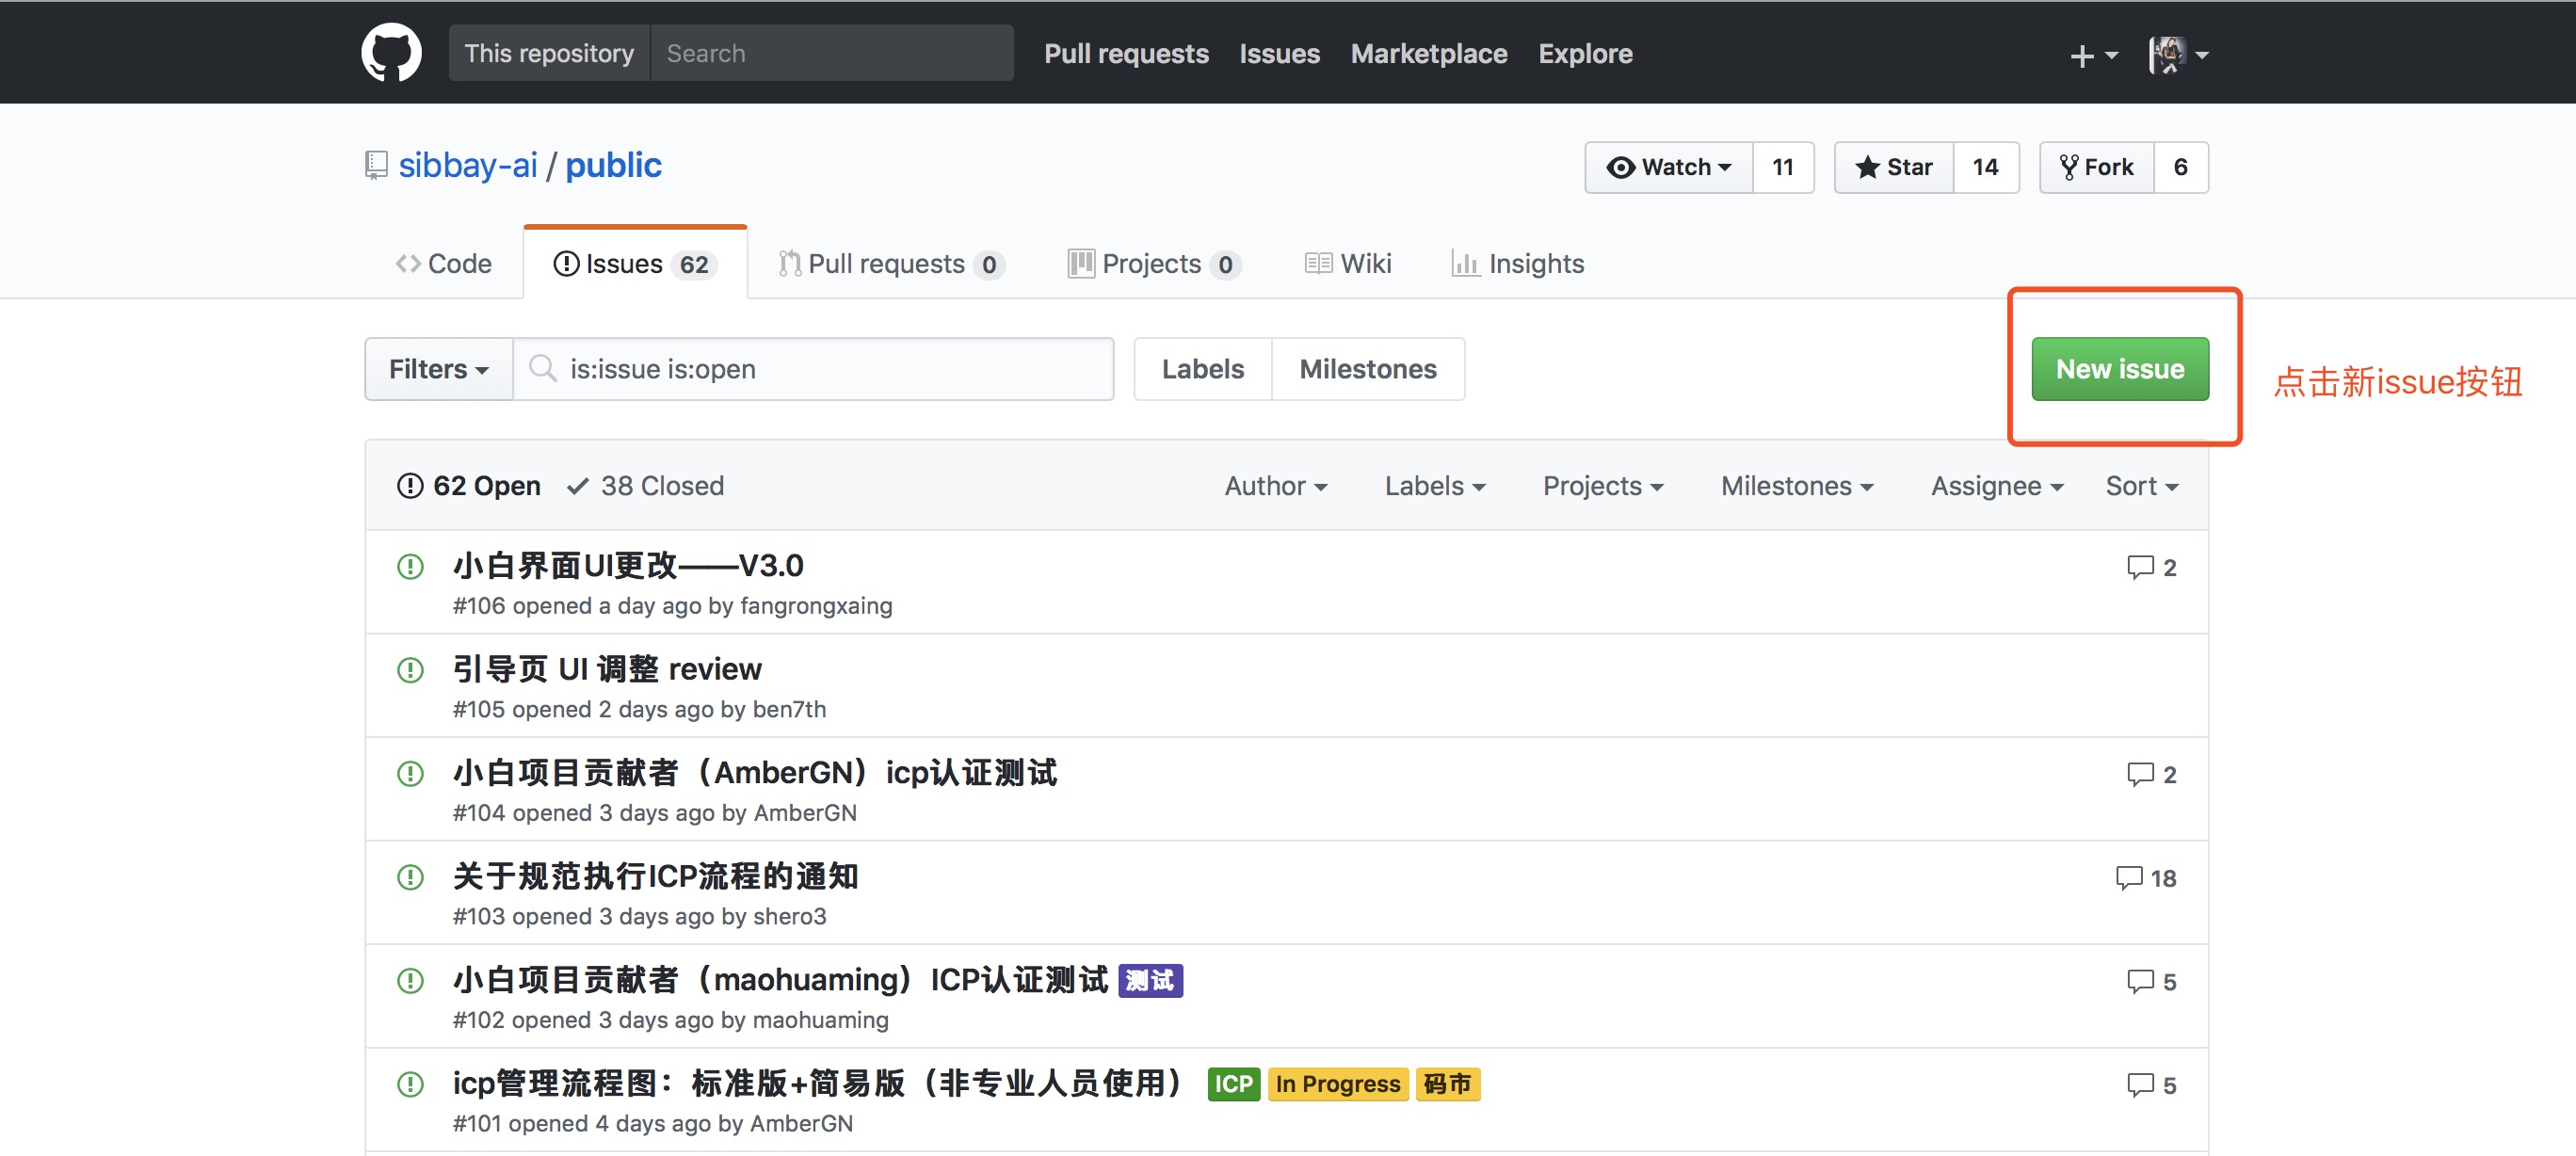 This repository Search Pull requests Issues Marketplace Explore
sibbay-ai / public Watch 11 Star 14 Fork 6
Code Issues 62 Pull requests 0 Projects 0 Wiki Insights
Filters is:issue is:open Labels Milestones New issue 点击新issue按钮
62 Open 38 Closed Author Labels Projects Milestones Assignee Sort
小白界面UI更改——V3.0 2
#106 opened a day ago by fangrongxaing
引导页 UI 调整 review
#105 opened 2 days ago by ben7th
小白项目贡献者（AmberGN）icp认证测试 2
#104 opened 3 days ago by AmberGN
关于规范执行ICP流程的通知 18
#103 opened 3 days ago by shero3
小白项目贡献者（maohuaming）ICP认证测试 测试 5
#102 opened 3 days ago by maohuaming
icp管理流程图：标准版+简易版（非专业人员使用） ICP In Progress 码市 5
#101 opened 4 days ago by AmberGN